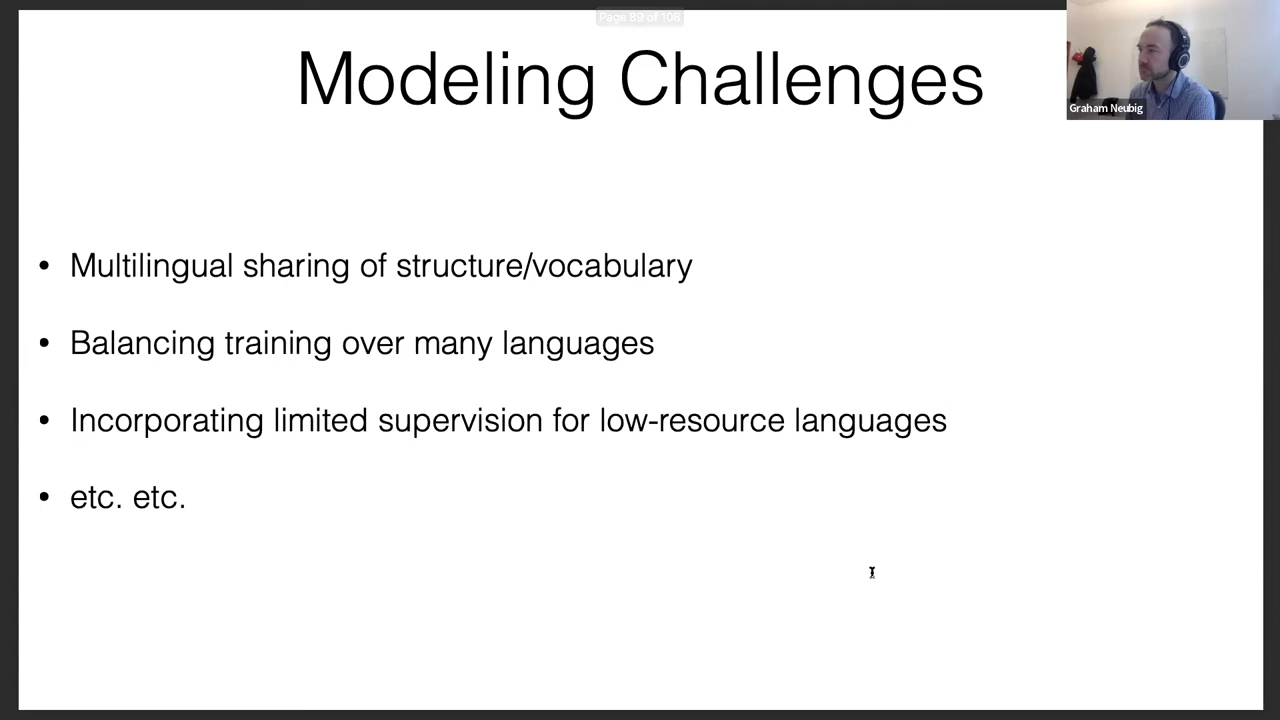 Page 89 of 108
Modeling Challenges
Graham Neubig
• Multilingual sharing of structure/vocabulary
• Balancing training over many languages
• Incorporating limited supervision for low-resource languages
• etc. etc.